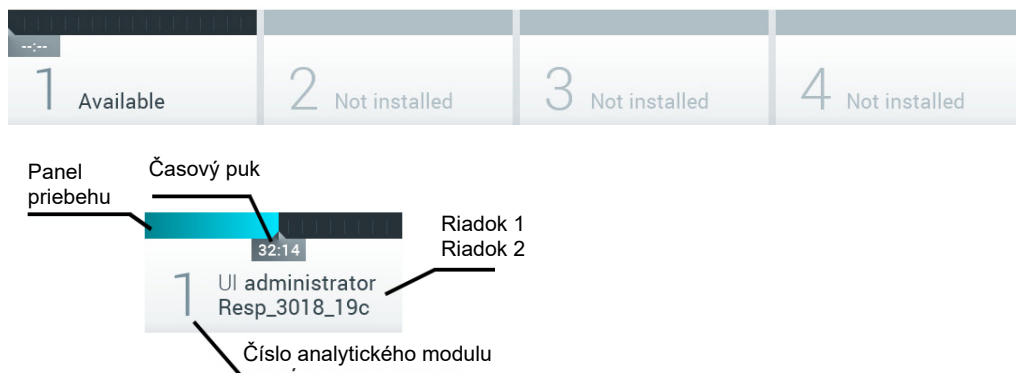 --:--
1 Available
2 Not installed
3 Not installed
4 Not installed
Panel
priebehu
Časový puk
Riadok 1
Riadok 2
32:14
1 UI administrator
Resp_3018_19c
Číslo analytického modulu